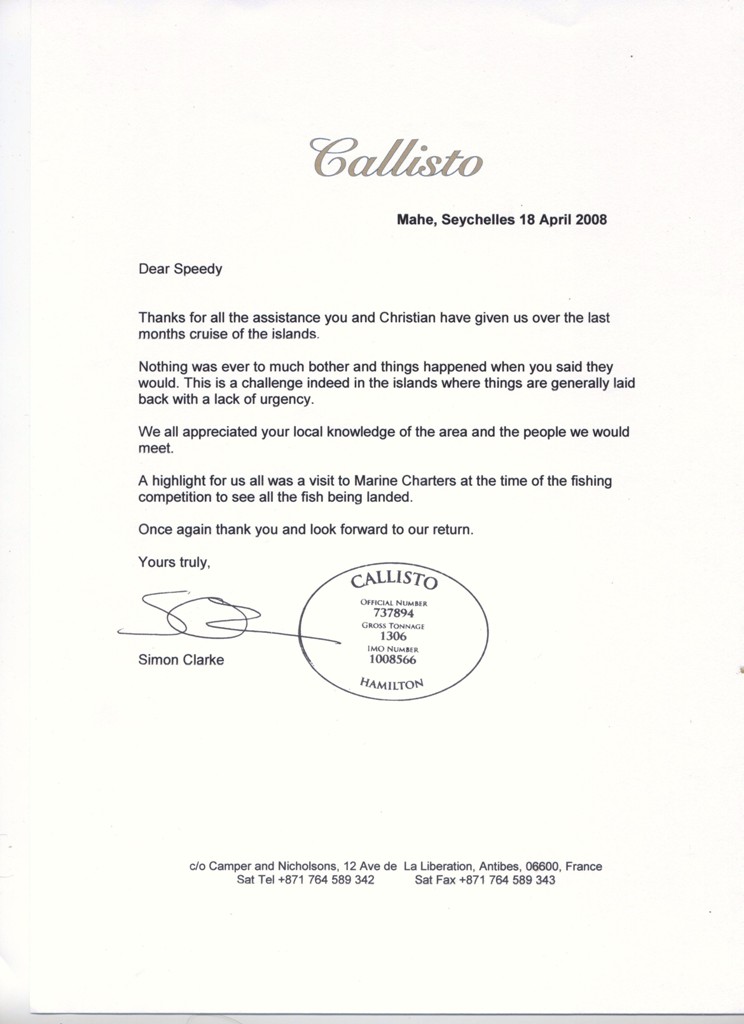 Callisto
Mahe, Seychelles 18 April 2008
Dear Speedy
Thanks for all the assistance you and Christian have given us over the last
months cruise of the islands.
Nothing was ever to much bother and things happened when you said they
would. This is a challenge indeed in the islands where things are generally laid
back with a lack of urgency.
We all appreciated your local knowledge of the area and the people we would
meet.
A highlight for us all was a visit to Marine Charters at the time of the fishing
competition to see all the fish being landed.
Once again thank you and look forward to our return.
Yours truly,
Simon Clarke
CALLISTO
OFFICIAL NUMBER
737894
GROSS TONNAGE
1306
IMO NUMBER
1008566
HAMILTON
c/o Camper and Nicholsons, 12 Ave de La Liberation, Antibes, 06600, France
Sat Tel +871 764 589 342 Sat Fax +871 764 589 343